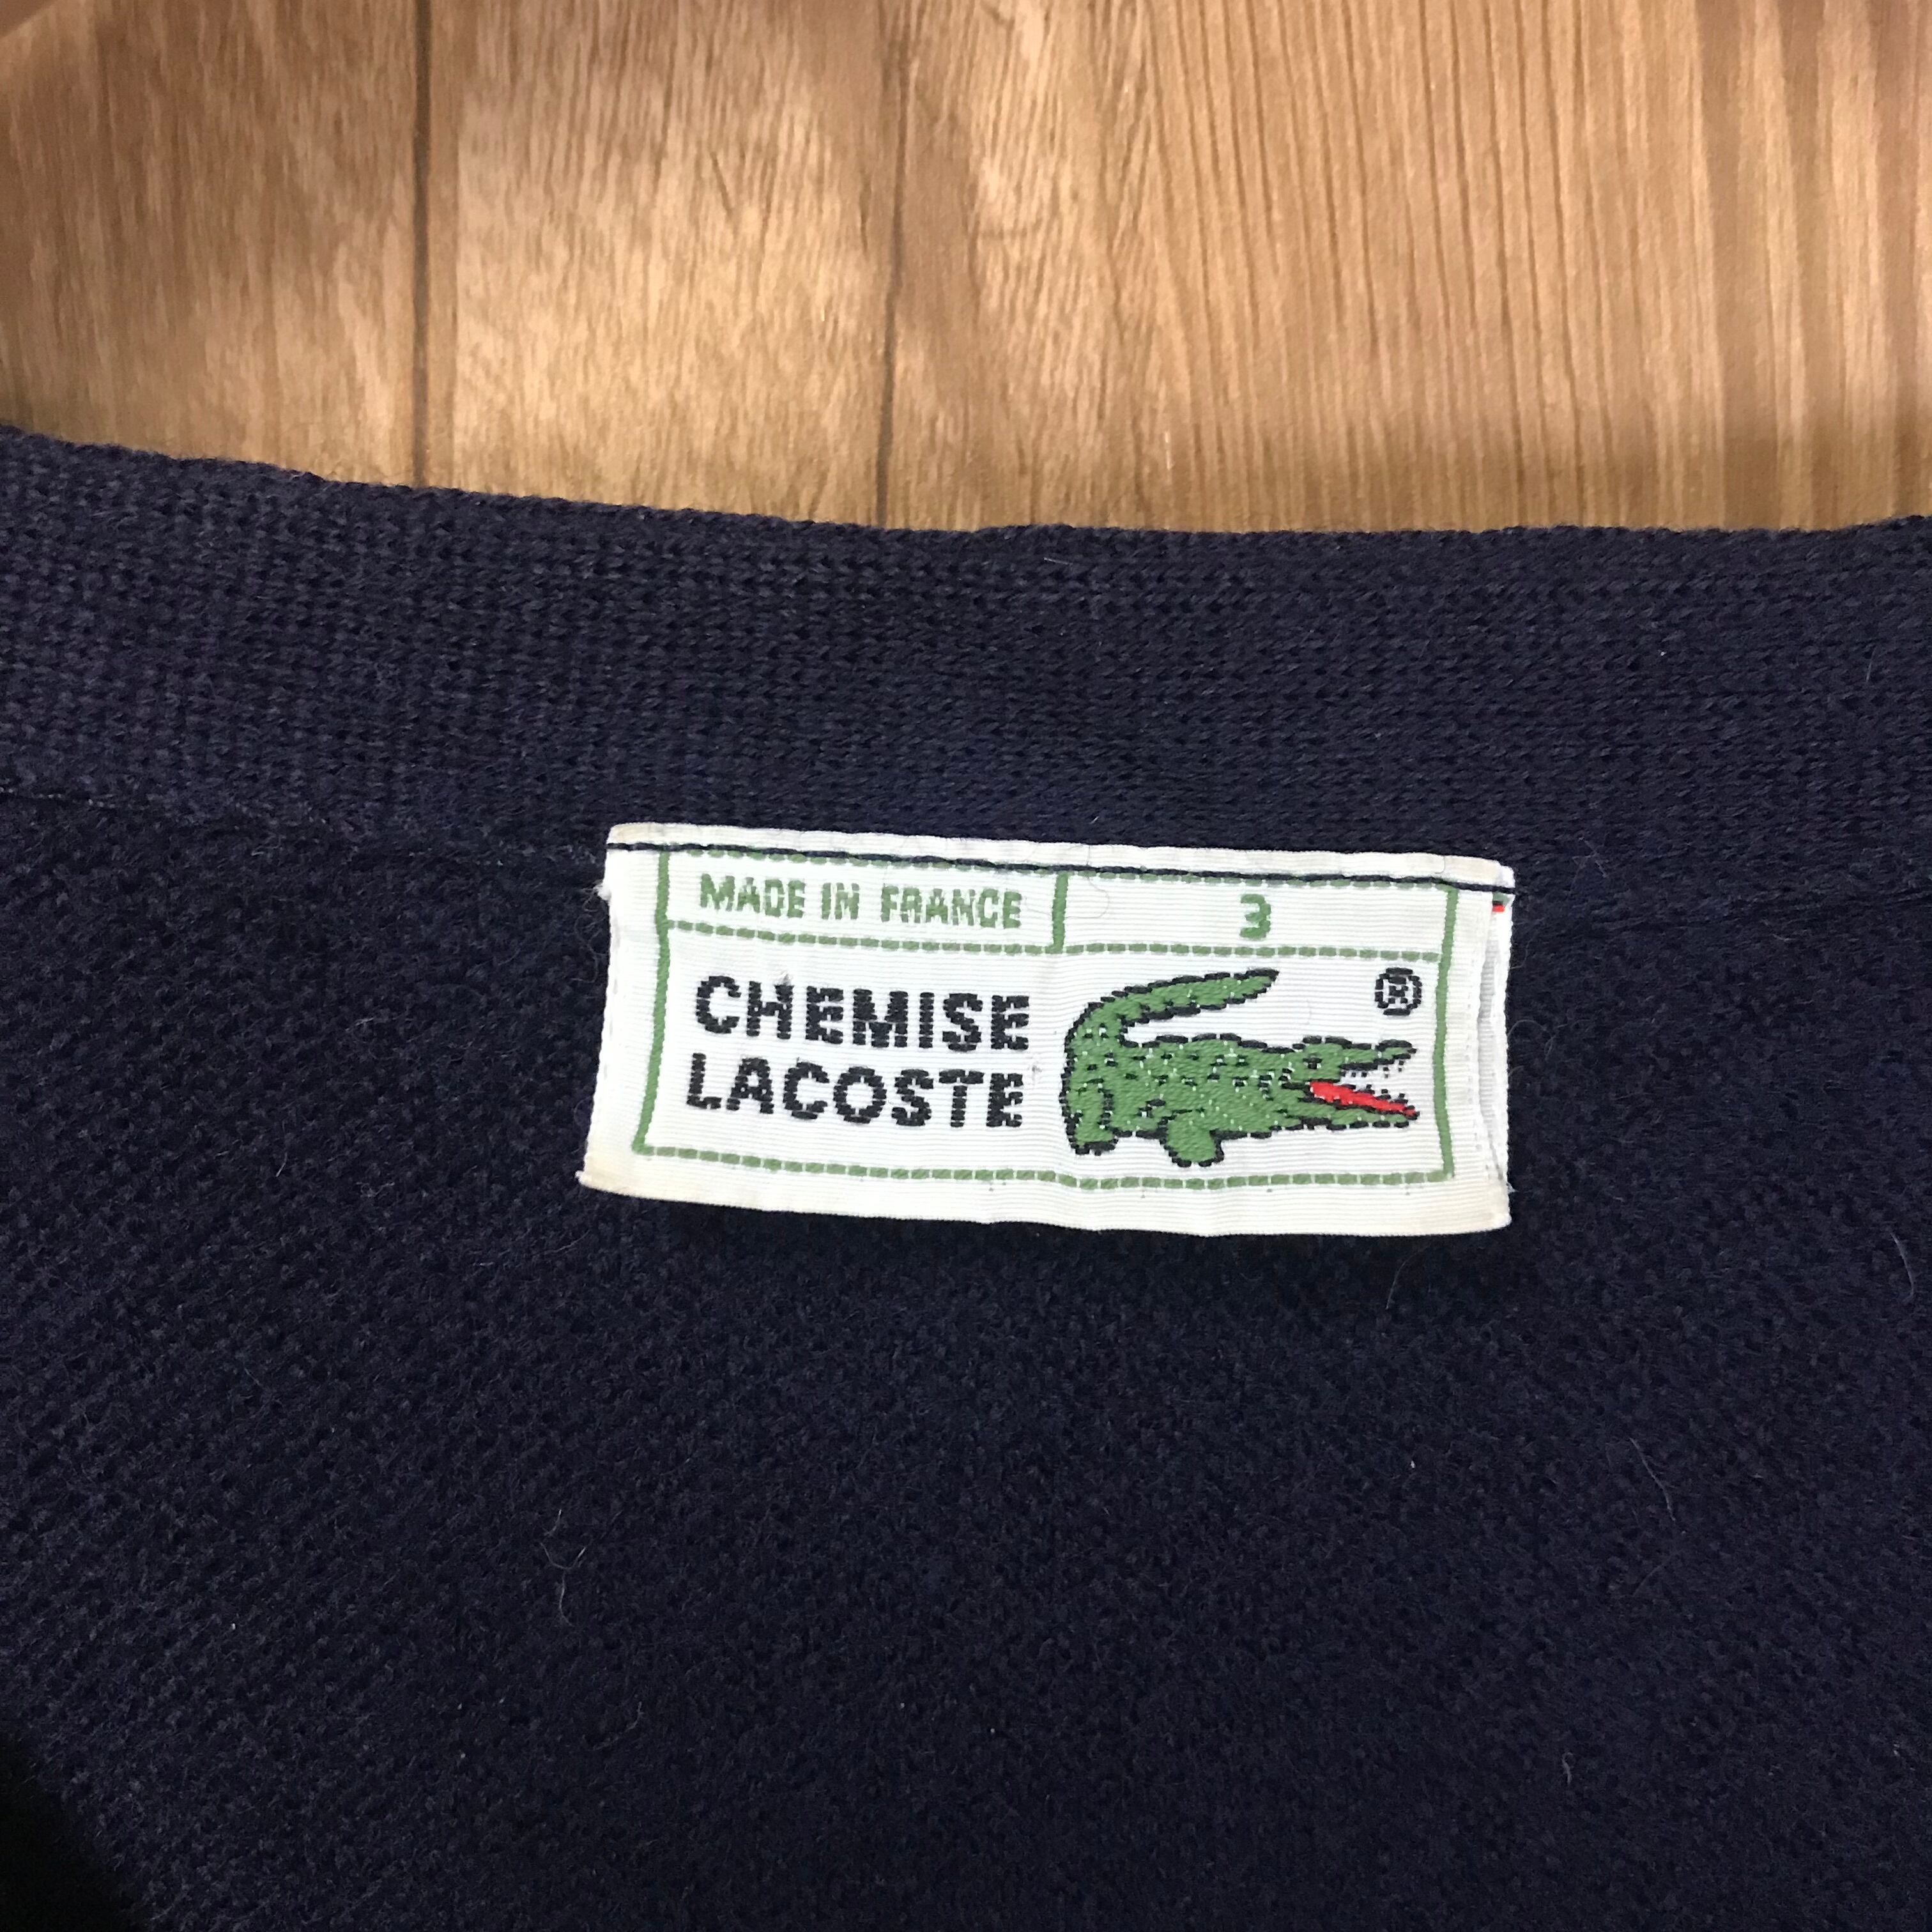 MADE IN FRANCE 3
CHEMISE
LACOSTE
®